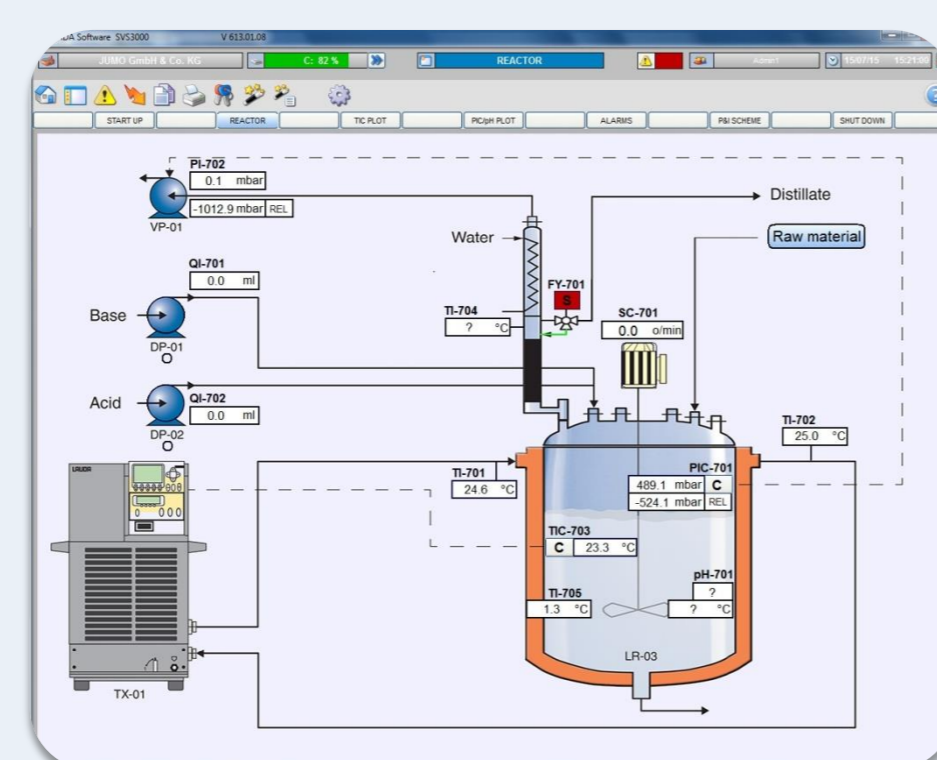 Software SVS3000 V 613.01.08
JUMO GmbH & Co. KG C: 82 % REACTOR Admin1 15/07/15 15:21:00
START UP REACTOR TIC PLOT PIC/pH PLOT ALARMS P&I SCHEME SHUT DOWN
PI-702
0.1 mbar
-1012.9 mbar REL
VP-01
Distillate
Water
Raw material
QI-701
0.0 ml
FY-701
S
TI-704
? °C
SC-701
0.0 o/min
Base
DP-01
Acid
QI-702
0.0 ml
DP-02
TI-702
25.0 °C
LAUDA
TI-701
24.6 °C
PIC-701
489.1 mbar C
-524.1 mbar REL
TIC-703
C 23.3 °C
pH-701
?
? °C
TI-705
1.3 °C
LR-03
TX-01